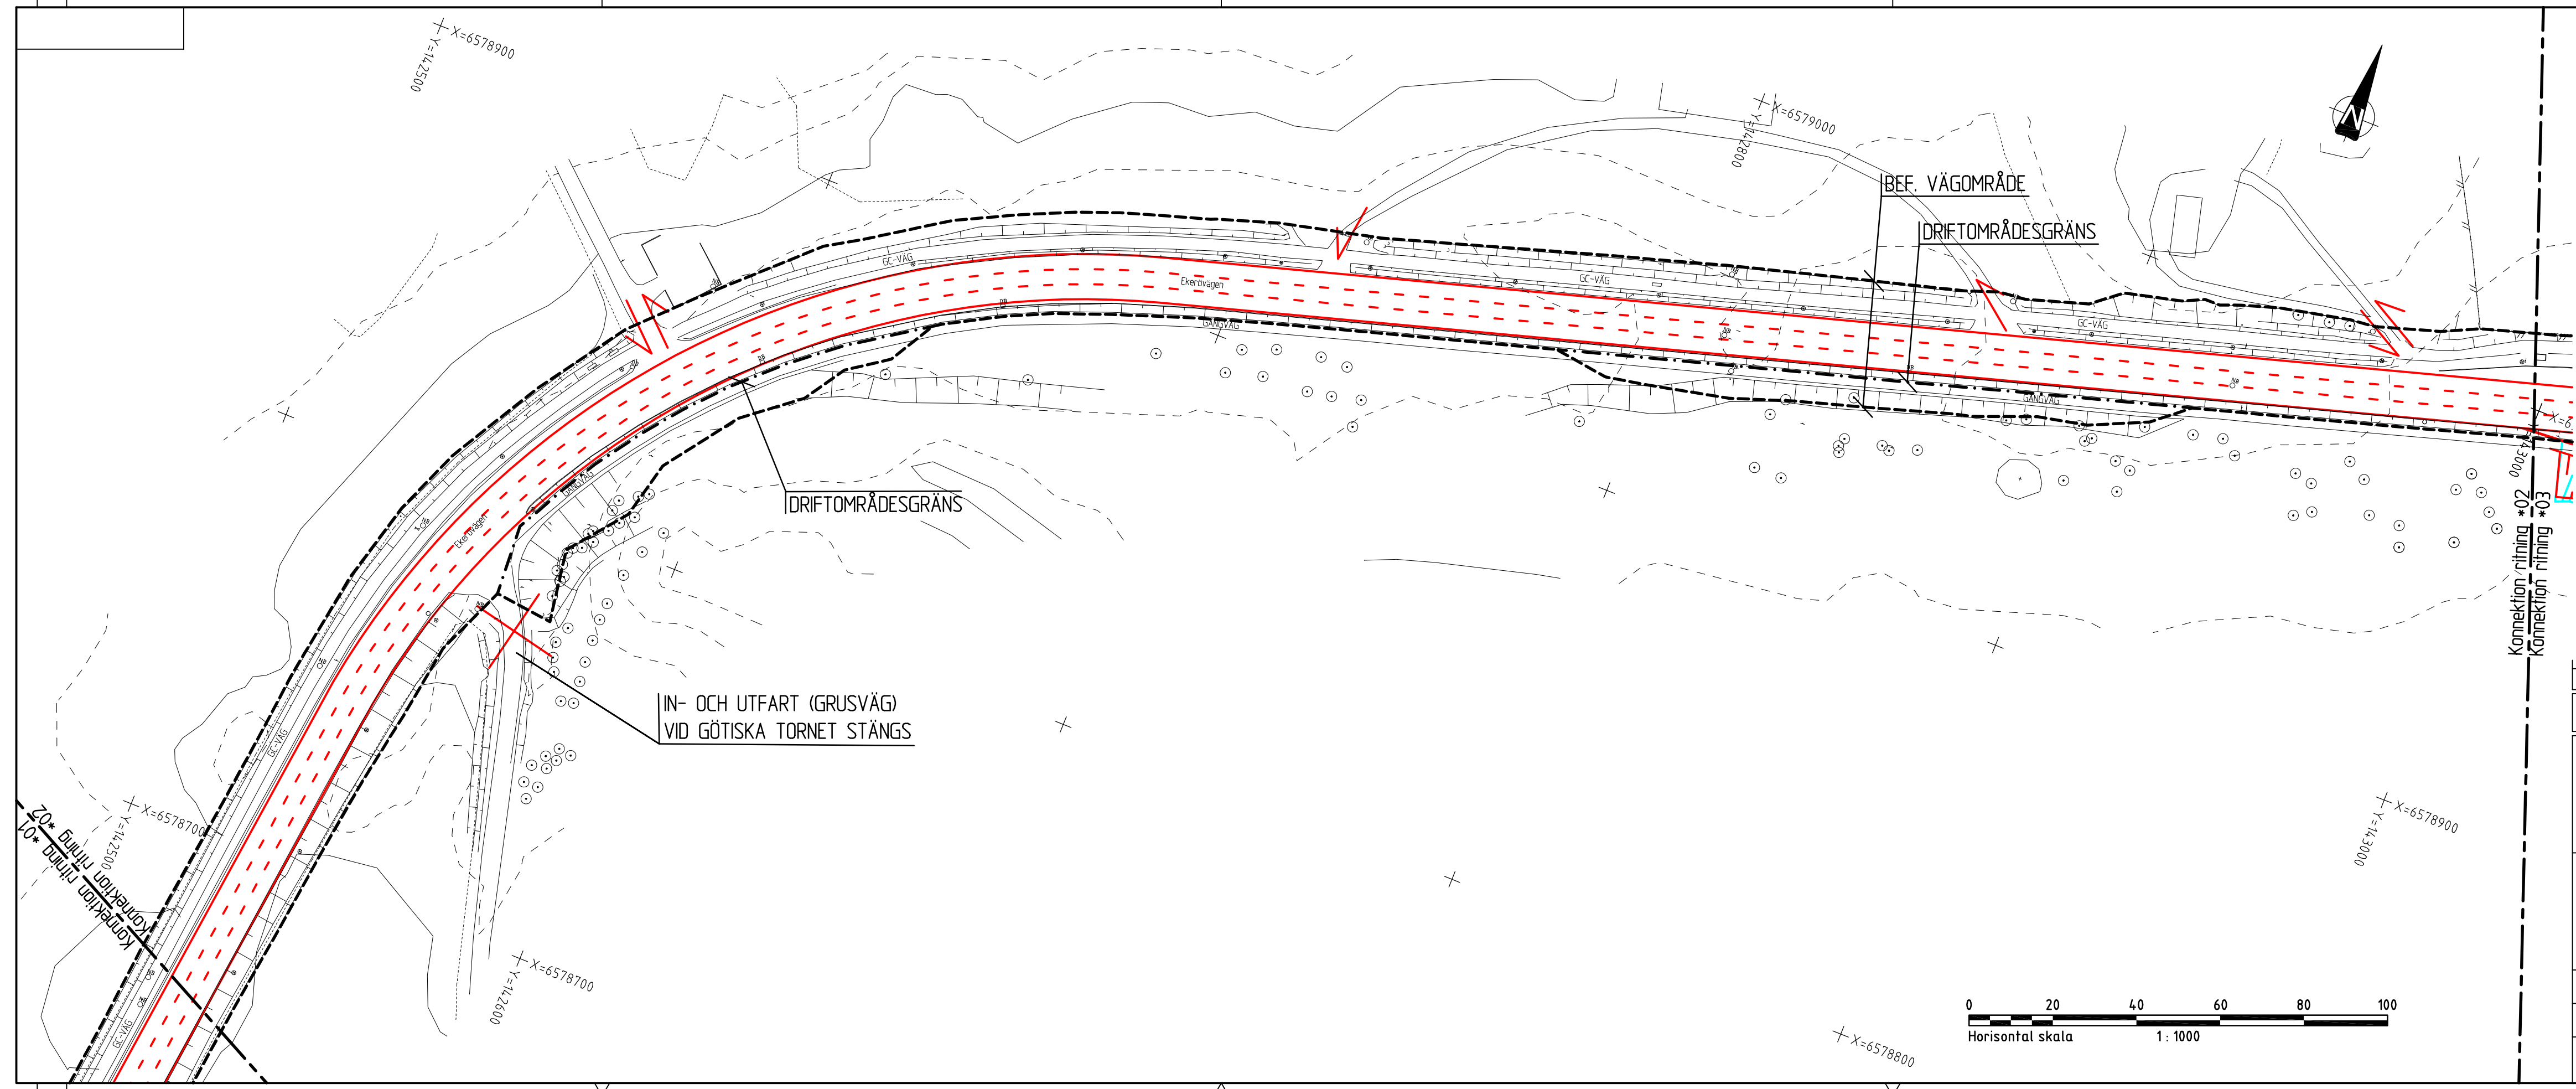 X=6578900
Y=142500
X=6579000
Y=142800
N
BEF. VÄGOMRÅDE
DRIFTOMRÅDESGRÄNS
GC-VÄG
Ekerövägen
GC-VÄG
GC-VÄG
GÅNGVÄG
GÅNGVÄG
DRIFTOMRÅDESGRÄNS
GÅNGVÄG
Ekerövägen
X=6
Y=143000
Konnektion ritning *02
Konnektion ritning *03
IN- OCH UTFART (GRUSVÄG)
VID GÖTISKA TORNET STÄNGS
GC-VÄG
X=6578700
Y=142500
Konnektion ritning *01
Konnektion ritning *02
X=6578900
Y=143000
X=6578700
Y=142600
GC-VÄG
X=6578800
0 20 40 60 80 100
Horisontal skala 1 : 1000